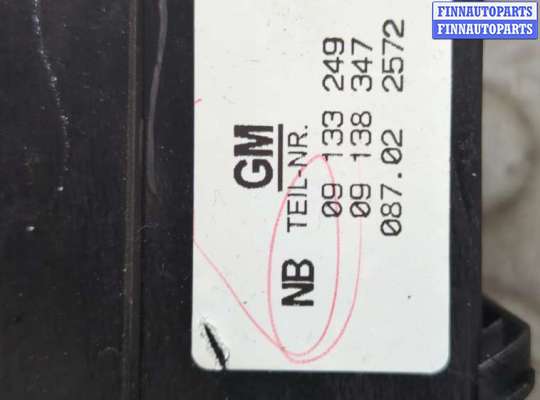 FINNAUTOPARTS
FINNAUTOPARTS
GM
NB TEIL-NR.
09 133 249
09 138 347
087.02 2572